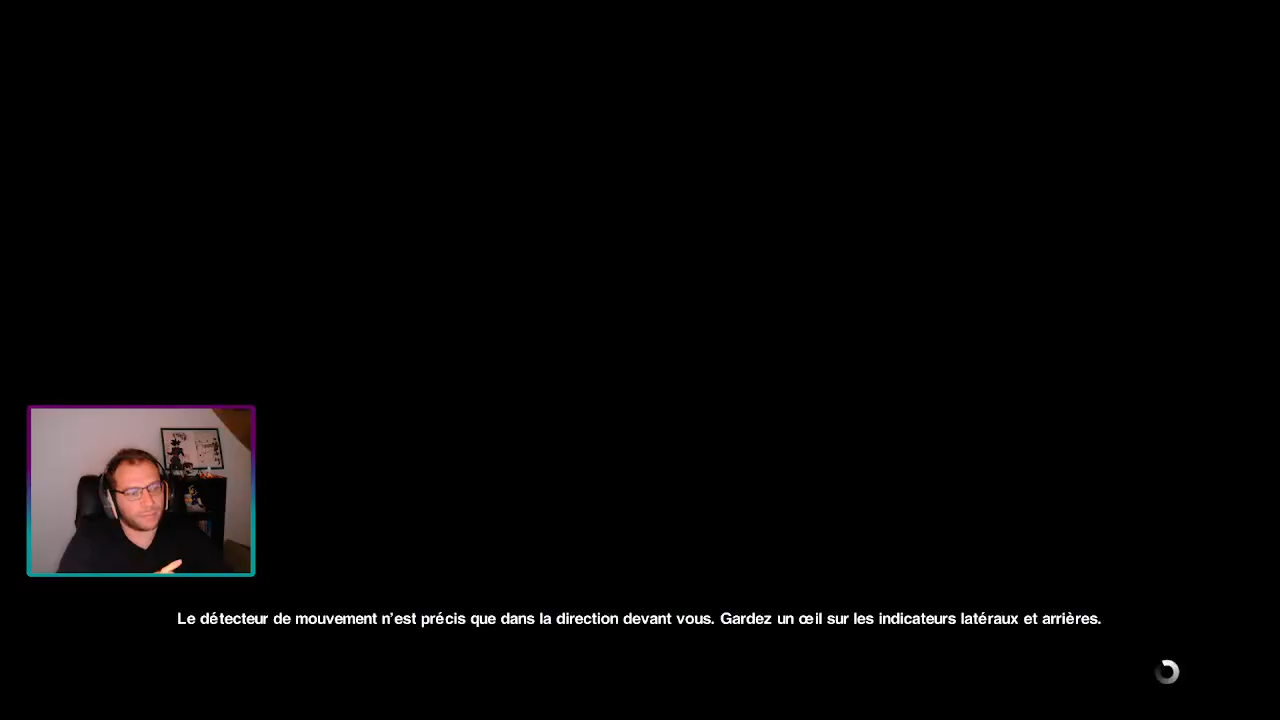 Le détecteur de mouvement n'est précis que dans la direction devant vous. Gardez un œil sur les indicateurs latéraux et arrières.